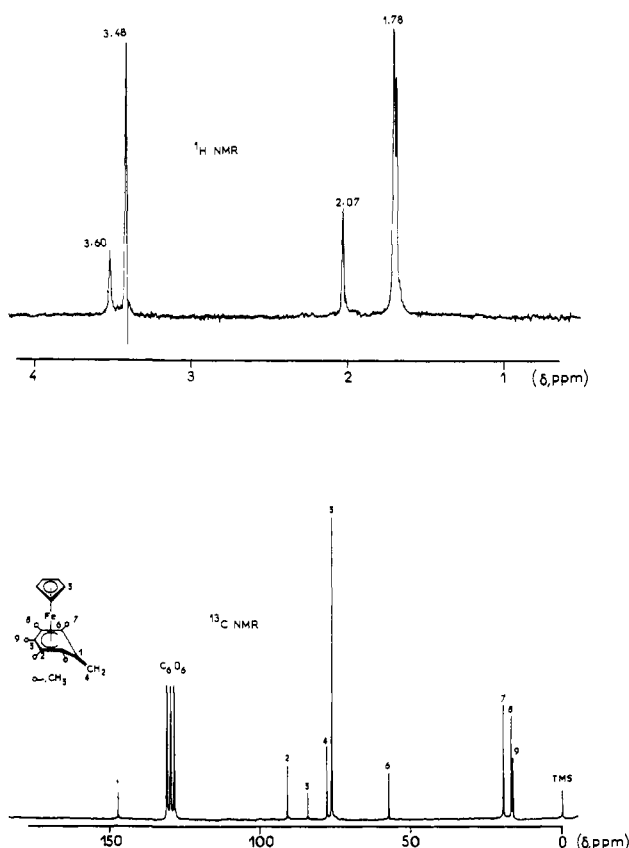 3.48
1.78
¹H NMR
3.60
2.07
4 3 2 1 (δ,ppm)
¹³C NMR
5
Fe
8 6 7
9
3 2 1
CH₂
4
o—,CH₃
C₆D₆
1 2 3 4 5 6 7 8 9 TMS
150 100 50 0 (δ,ppm)